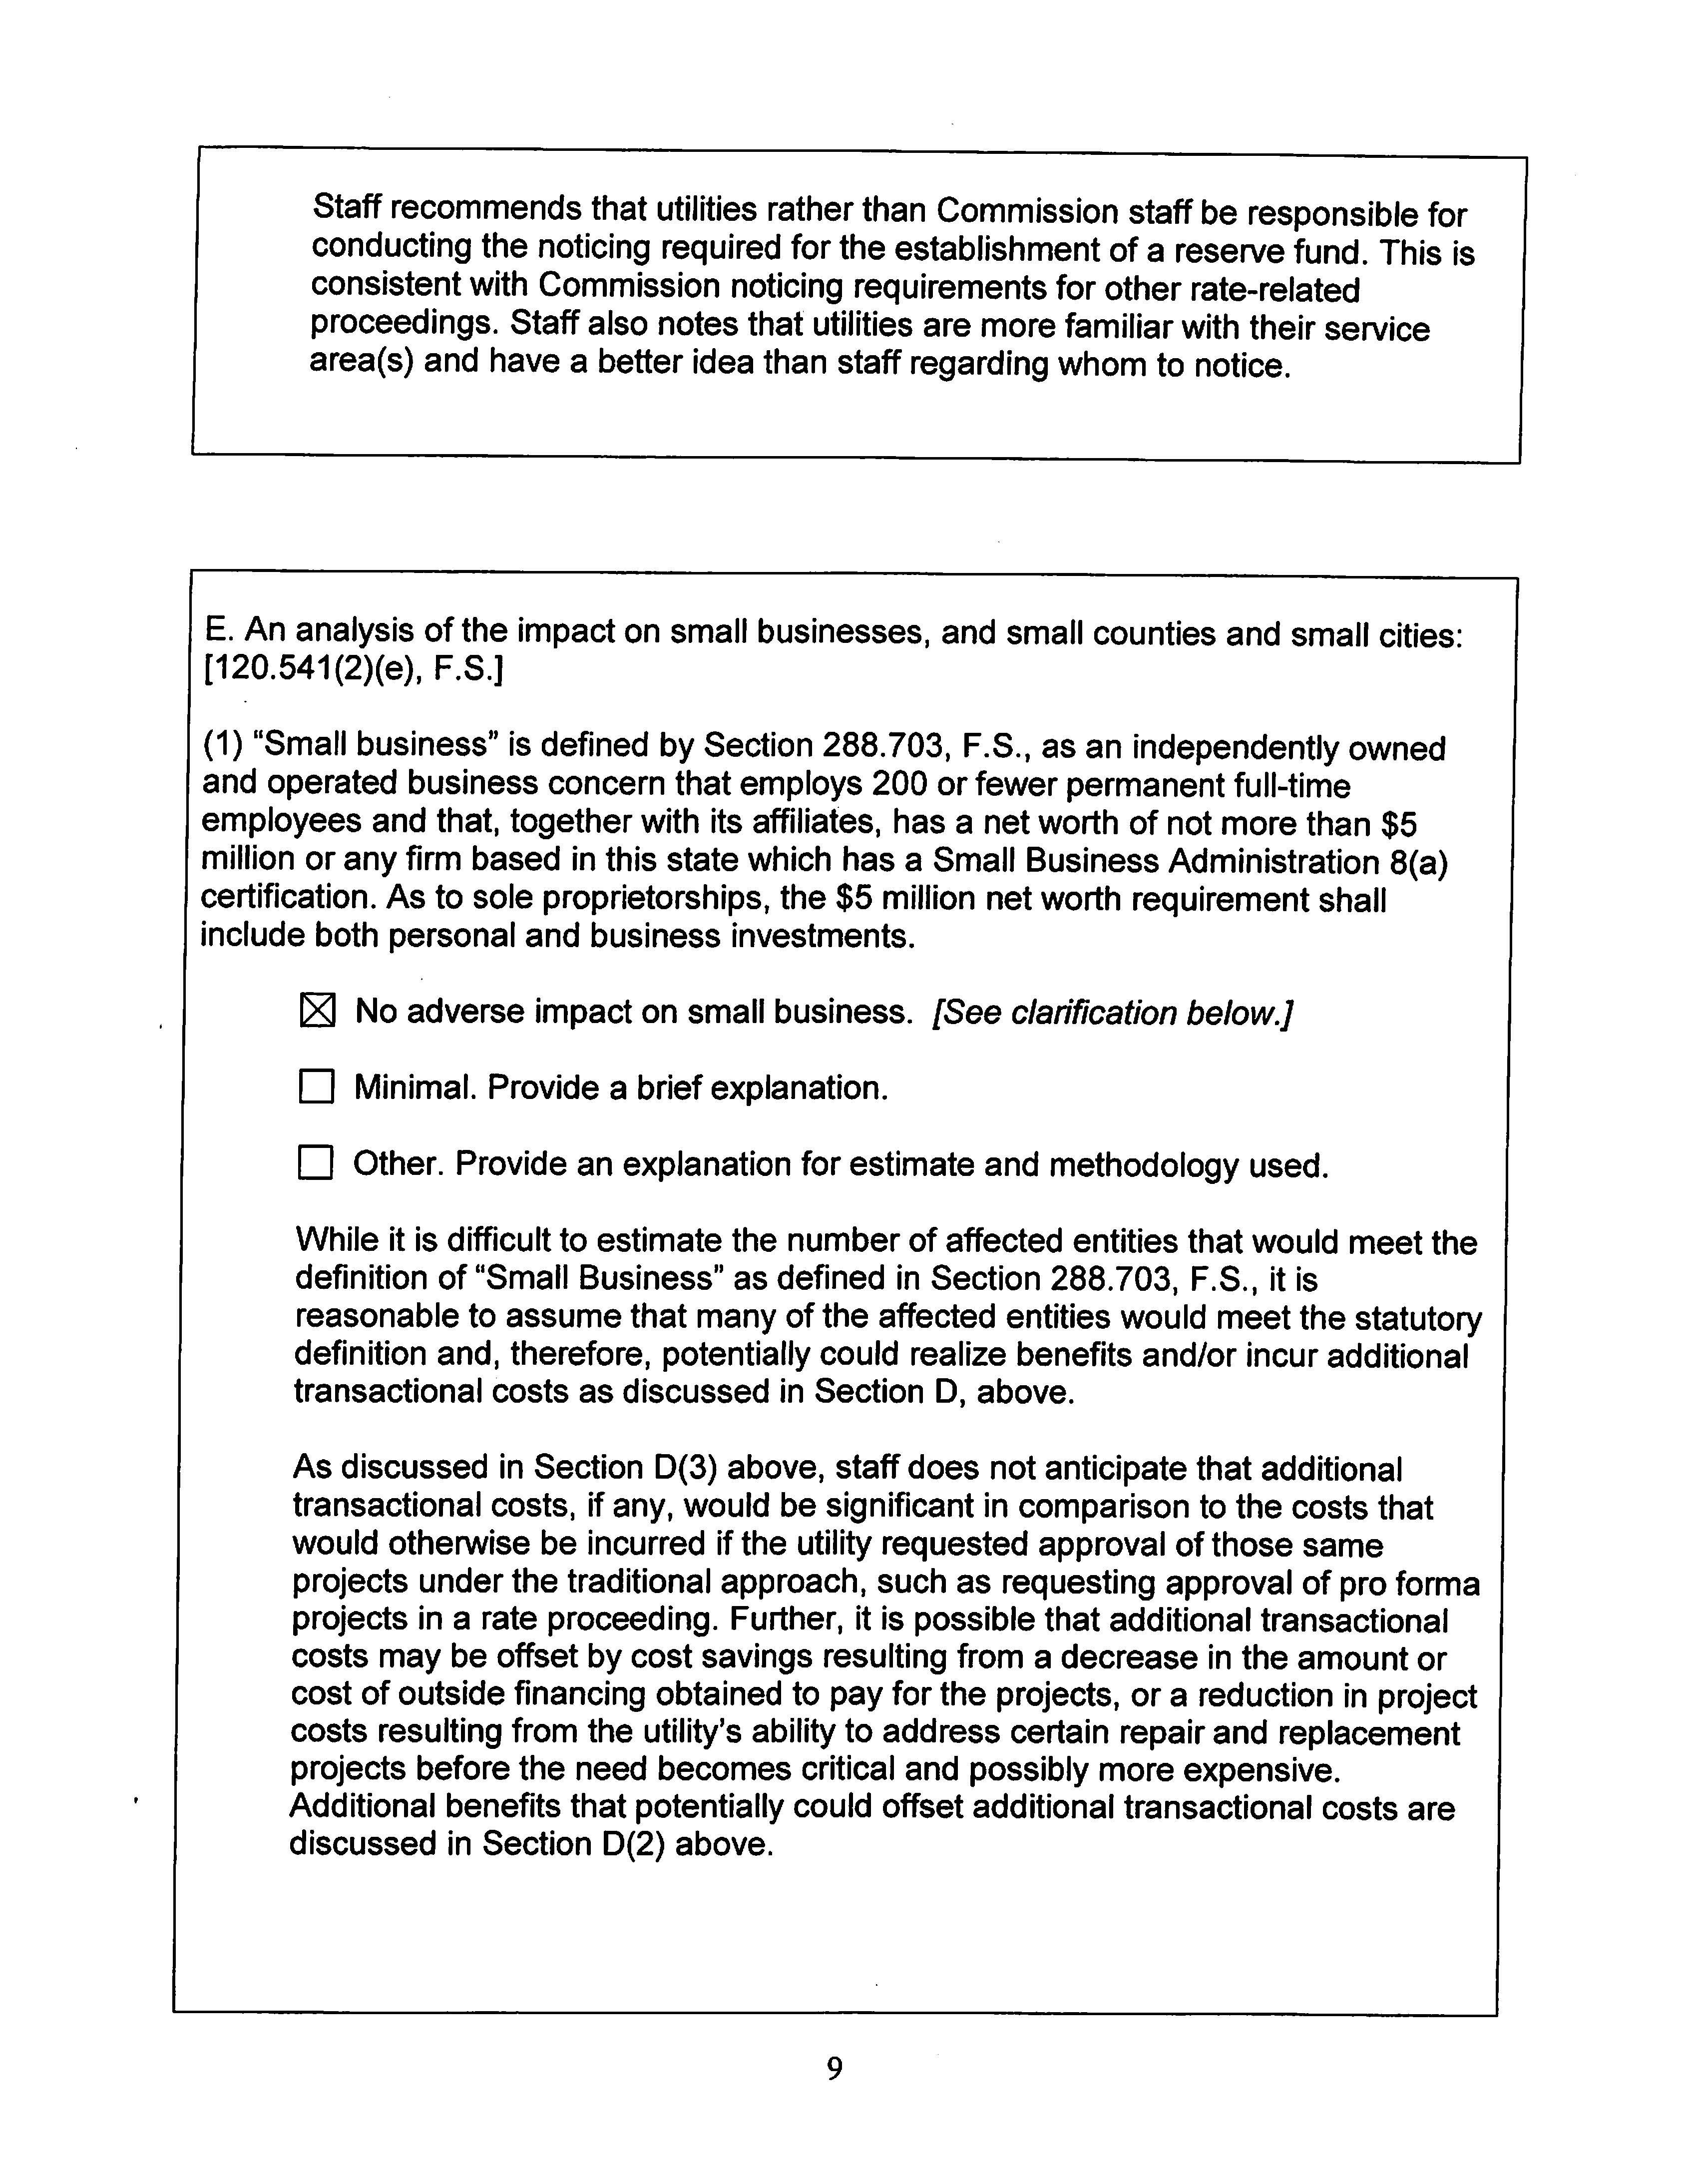 Staff recommends that utilities rather than Commission staff be responsible for
conducting the noticing required for the establishment of a reserve fund. This is
consistent with Commission noticing requirements for other rate-related
proceedings. Staff also notes that utilities are more familiar with their service
area(s) and have a better idea than staff regarding whom to notice.
E. An analysis of the impact on small businesses, and small counties and small cities:
[120.541(2)(e), F.S.]
(1) “Small business” is defined by Section 288.703, F.S., as an independently owned
and operated business concern that employs 200 or fewer permanent full-time
employees and that, together with its affiliates, has a net worth of not more than $5
million or any firm based in this state which has a Small Business Administration 8(a)
certification. As to sole proprietorships, the $5 million net worth requirement shall
include both personal and business investments.
☒ No adverse impact on small business. [See clarification below.]
☐ Minimal. Provide a brief explanation.
☐ Other. Provide an explanation for estimate and methodology used.
While it is difficult to estimate the number of affected entities that would meet the
definition of “Small Business” as defined in Section 288.703, F.S., it is
reasonable to assume that many of the affected entities would meet the statutory
definition and, therefore, potentially could realize benefits and/or incur additional
transactional costs as discussed in Section D, above.
As discussed in Section D(3) above, staff does not anticipate that additional
transactional costs, if any, would be significant in comparison to the costs that
would otherwise be incurred if the utility requested approval of those same
projects under the traditional approach, such as requesting approval of pro forma
projects in a rate proceeding. Further, it is possible that additional transactional
costs may be offset by cost savings resulting from a decrease in the amount or
cost of outside financing obtained to pay for the projects, or a reduction in project
costs resulting from the utility’s ability to address certain repair and replacement
projects before the need becomes critical and possibly more expensive.
Additional benefits that potentially could offset additional transactional costs are
discussed in Section D(2) above.
9